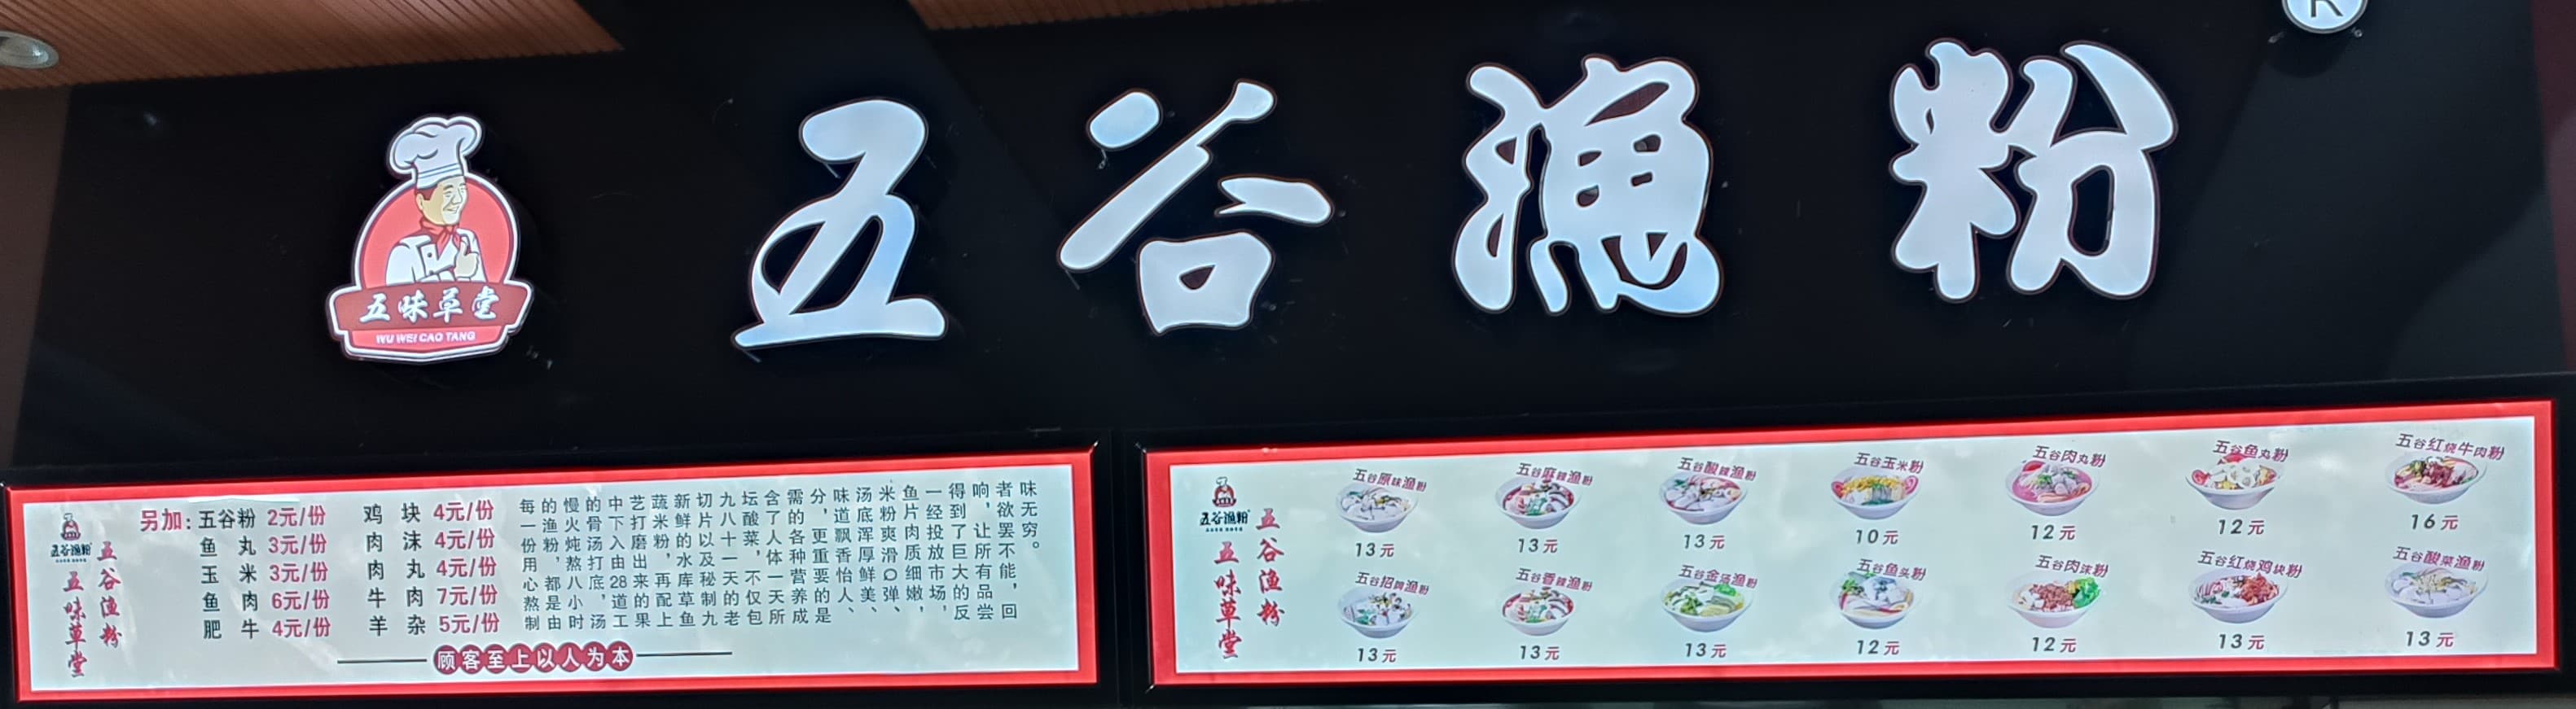 R
五谷渔粉
五味草堂
WU WEI CAO TANG
五谷渔粉
五谷渔粉
五味草堂
另加：五谷粉 2元/份 鸡块 4元/份
鱼丸 3元/份 肉沫 4元/份
玉米 3元/份 肉丸 4元/份
鱼肉 6元/份 牛肉 7元/份
肥牛 4元/份 羊杂 5元/份
每一份用心熬制
的渔粉，都是由
慢火炖熬八小时
的骨汤打底，汤
中下入由28道工
艺打磨出来的果
蔬米粉，再配上
新鲜的水库草鱼
切片以及秘制九
九八十一天的老
坛酸菜，不仅包
含了人体一天所
需的各种营养成
分，更重要的是
味道飘香怡人、
汤底浑厚鲜美、
米粉爽滑Q弹、
鱼片肉质细嫩，
一经投放市场，
得到了巨大的反
响，让所有品尝
者欲罢不能，回
味无穷。
顾客至上以人为本
五谷渔粉
五谷渔粉
五味草堂
五谷原味渔粉 五谷麻辣渔粉 五谷酸辣渔粉 五谷玉米粉 五谷肉丸粉 五谷鱼丸粉 五谷红烧牛肉粉
13元 13元 13元 10元 12元 12元 16元
五谷招牌渔粉 五谷香辣渔粉 五谷金汤渔粉 五谷鱼头粉 五谷肉沫粉 五谷红烧鸡块粉 五谷酸菜渔粉
13元 13元 13元 12元 12元 13元 13元